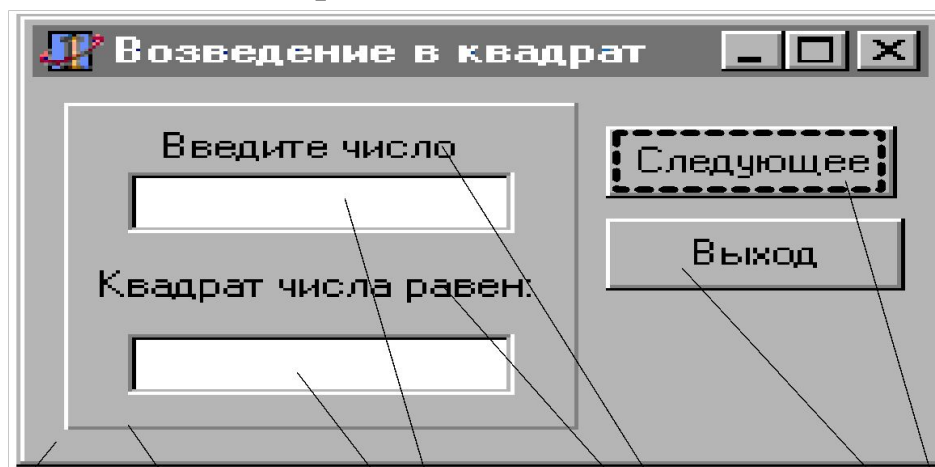 Возведение в квадрат
Введите число
Следующее
Выход
Квадрат числа равен: